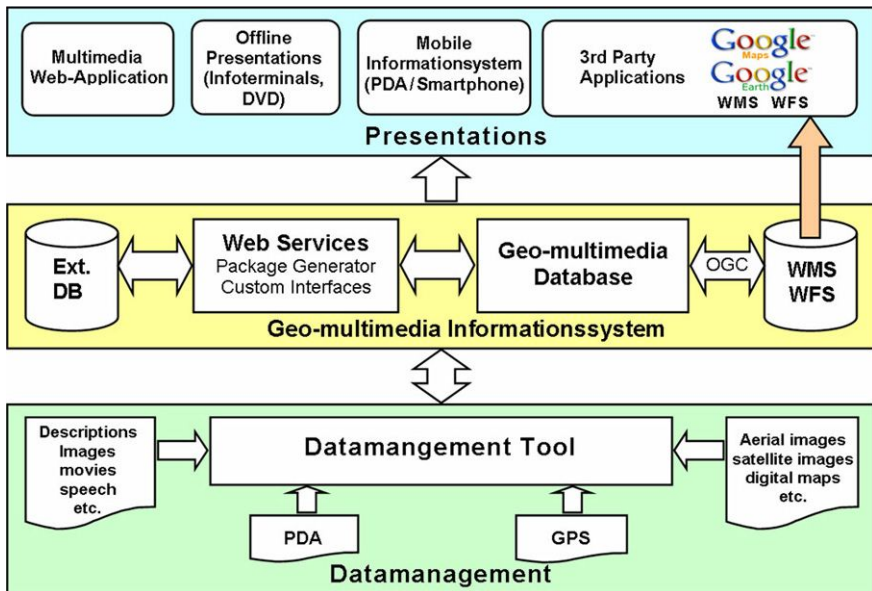 Multimedia
Web-Application
Offline
Presentations
(Infoterminals,
DVD)
Mobile
Informationsystem
(PDA/Smartphone)
3rd Party
Applications
Google™
Maps
Google™
Earth
WMS WFS
Presentations
Ext.
DB
Web Services
Package Generator
Custom Interfaces
Geo-multimedia
Database
OGC
WMS
WFS
Geo-multimedia Informationssystem
Descriptions
Images
movies
speech
etc.
Datamangement Tool
Aerial images
satellite images
digital maps
etc.
PDA
GPS
Datamanagement